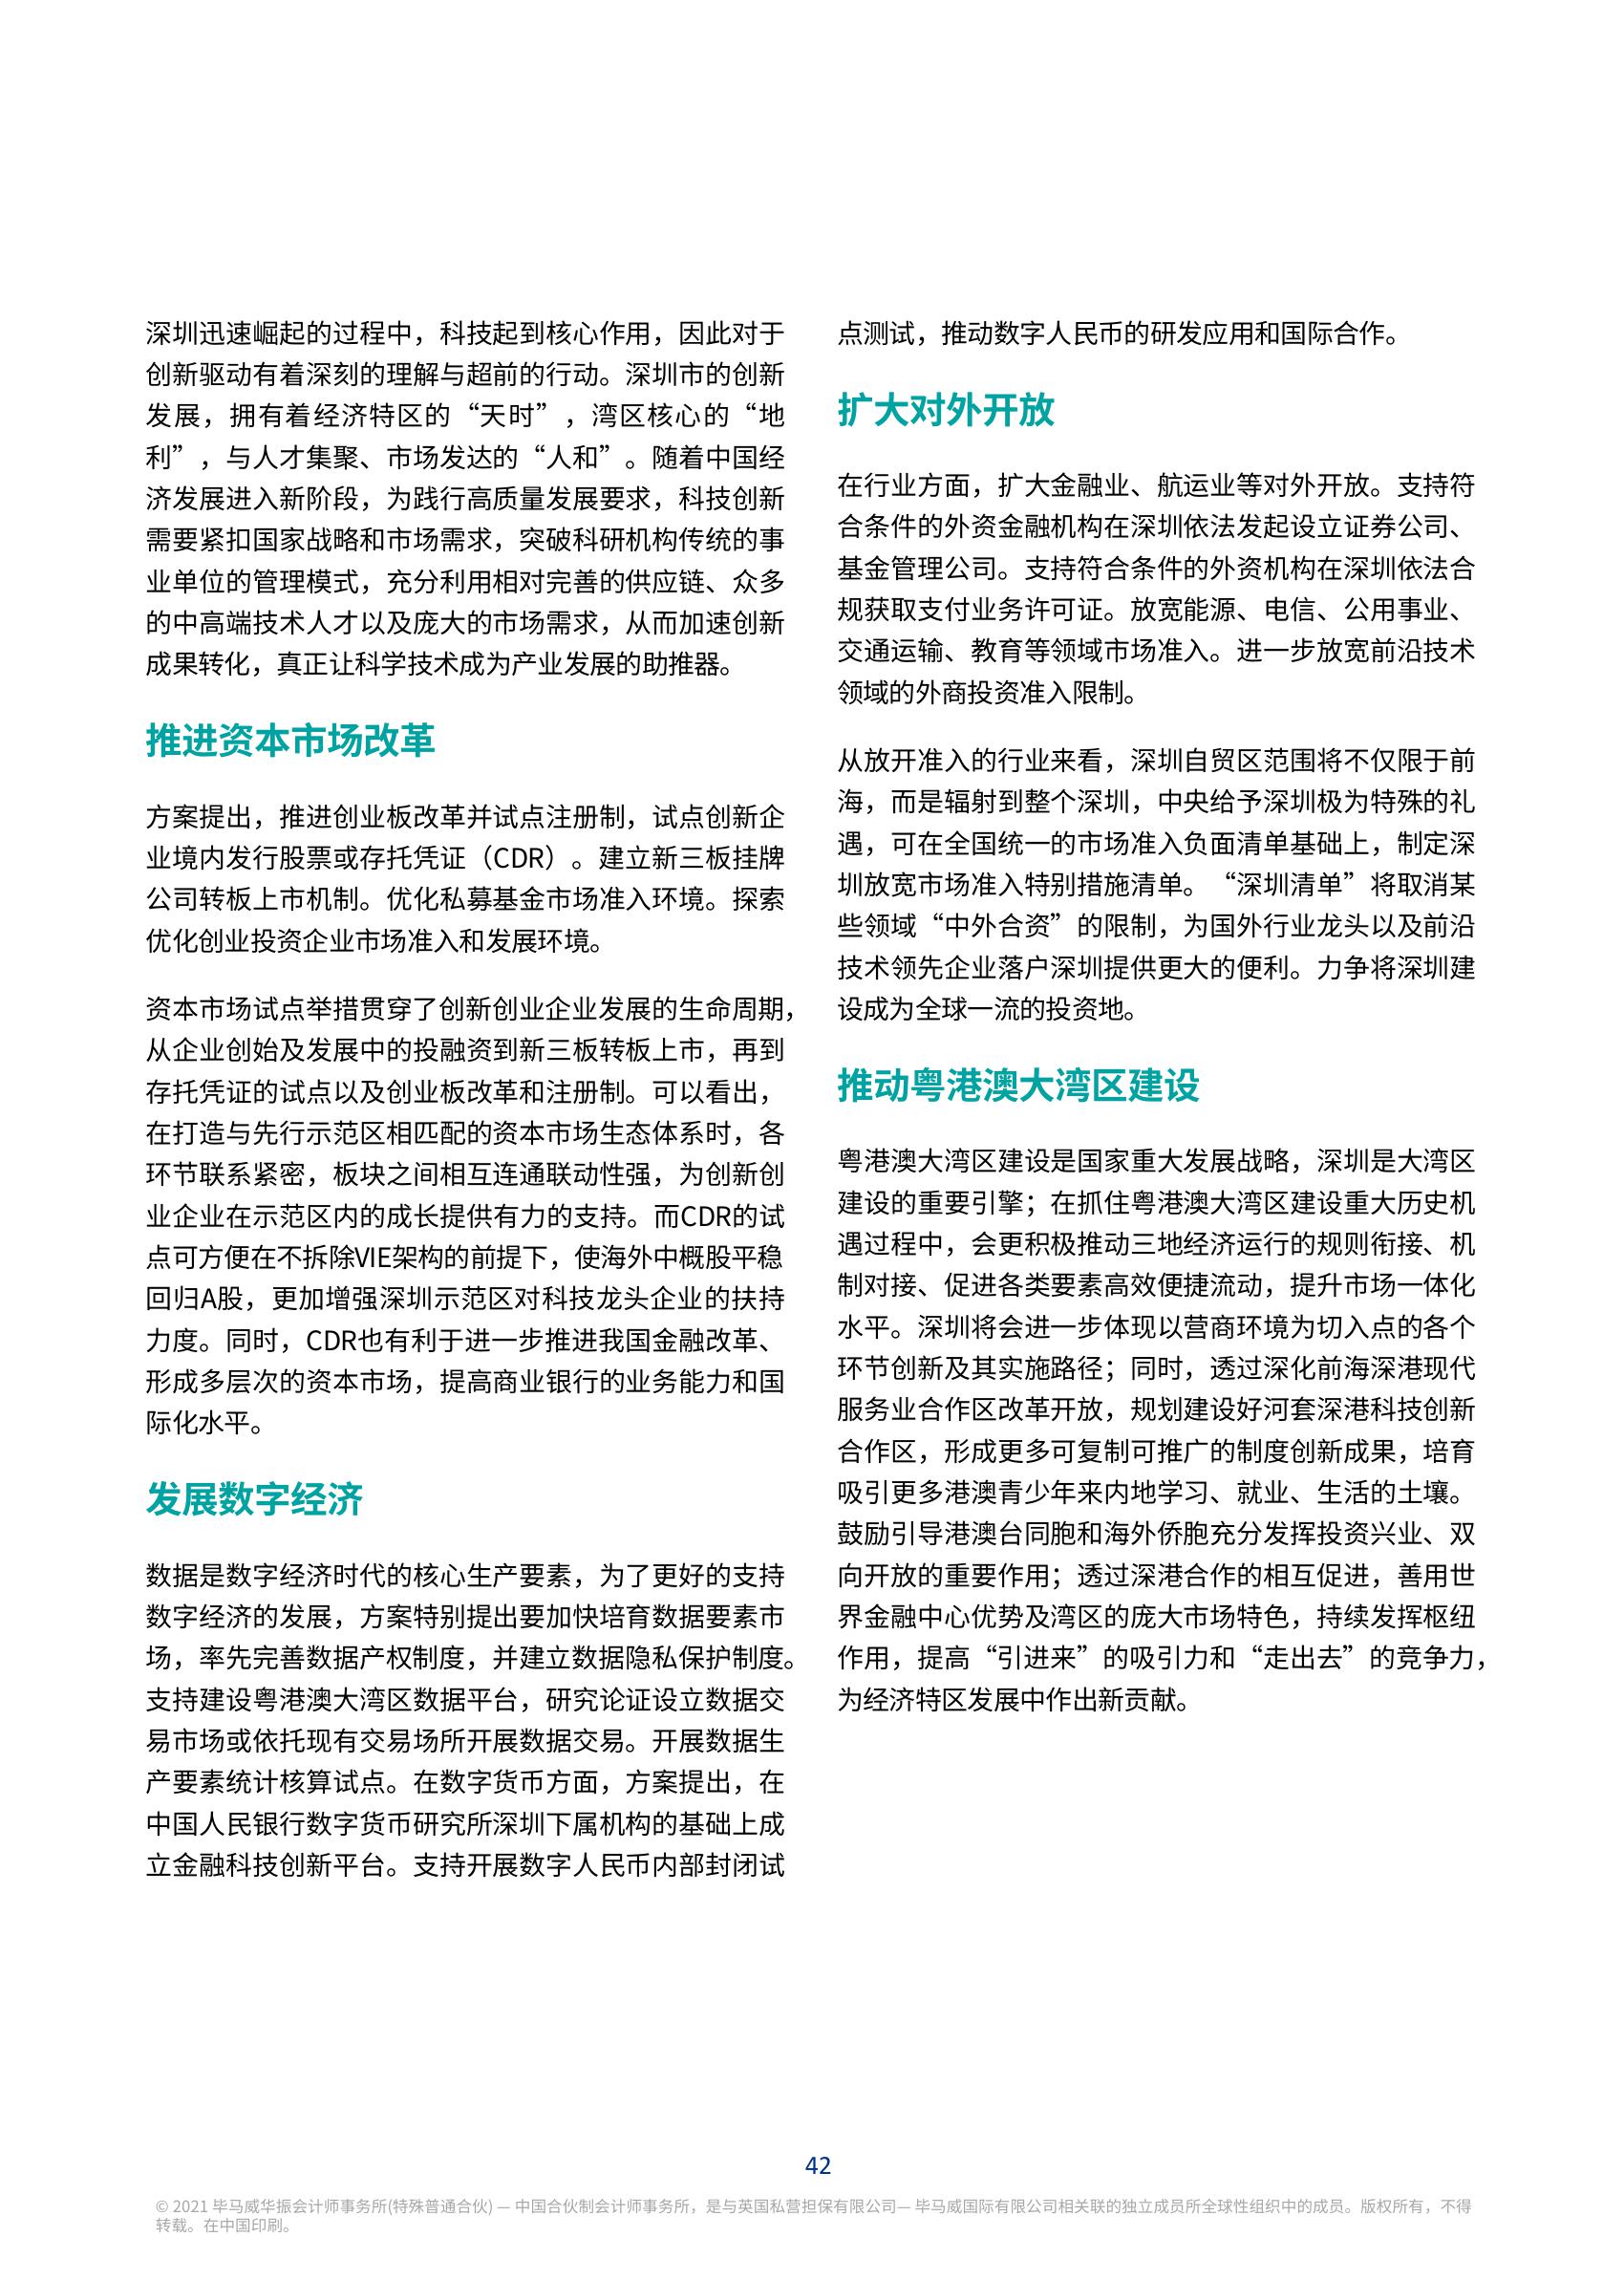 深圳迅速崛起的过程中，科技起到核心作用，因此对于
创新驱动有着深刻的理解与超前的行动。深圳市的创新
发展，拥有着经济特区的“天时”，湾区核心的“地
利”，与人才集聚、市场发达的“人和”。随着中国经
济发展进入新阶段，为践行高质量发展要求，科技创新
需要紧扣国家战略和市场需求，突破科研机构传统的事
业单位的管理模式，充分利用相对完善的供应链、众多
的中高端技术人才以及庞大的市场需求，从而加速创新
成果转化，真正让科学技术成为产业发展的助推器。
推进资本市场改革
方案提出，推进创业板改革并试点注册制，试点创新企
业境内发行股票或存托凭证（CDR）。建立新三板挂牌
公司转板上市机制。优化私募基金市场准入环境。探索
优化创业投资企业市场准入和发展环境。
资本市场试点举措贯穿了创新创业企业发展的生命周期，
从企业创始及发展中的投融资到新三板转板上市，再到
存托凭证的试点以及创业板改革和注册制。可以看出，
在打造与先行示范区相匹配的资本市场生态体系时，各
环节联系紧密，板块之间相互连通联动性强，为创新创
业企业在示范区内的成长提供有力的支持。而CDR的试
点可方便在不拆除VIE架构的前提下，使海外中概股平稳
回归A股，更加增强深圳示范区对科技龙头企业的扶持
力度。同时，CDR也有利于进一步推进我国金融改革、
形成多层次的资本市场，提高商业银行的业务能力和国
际化水平。
发展数字经济
数据是数字经济时代的核心生产要素，为了更好的支持
数字经济的发展，方案特别提出要加快培育数据要素市
场，率先完善数据产权制度，并建立数据隐私保护制度。
支持建设粤港澳大湾区数据平台，研究论证设立数据交
易市场或依托现有交易场所开展数据交易。开展数据生
产要素统计核算试点。在数字货币方面，方案提出，在
中国人民银行数字货币研究所深圳下属机构的基础上成
立金融科技创新平台。支持开展数字人民币内部封闭试
点测试，推动数字人民币的研发应用和国际合作。
扩大对外开放
在行业方面，扩大金融业、航运业等对外开放。支持符
合条件的外资金融机构在深圳依法发起设立证券公司、
基金管理公司。支持符合条件的外资机构在深圳依法合
规获取支付业务许可证。放宽能源、电信、公用事业、
交通运输、教育等领域市场准入。进一步放宽前沿技术
领域的外商投资准入限制。
从放开准入的行业来看，深圳自贸区范围将不仅限于前
海，而是辐射到整个深圳，中央给予深圳极为特殊的礼
遇，可在全国统一的市场准入负面清单基础上，制定深
圳放宽市场准入特别措施清单。“深圳清单”将取消某
些领域“中外合资”的限制，为国外行业龙头以及前沿
技术领先企业落户深圳提供更大的便利。力争将深圳建
设成为全球一流的投资地。
推动粤港澳大湾区建设
粤港澳大湾区建设是国家重大发展战略，深圳是大湾区
建设的重要引擎；在抓住粤港澳大湾区建设重大历史机
遇过程中，会更积极推动三地经济运行的规则衔接、机
制对接、促进各类要素高效便捷流动，提升市场一体化
水平。深圳将会进一步体现以营商环境为切入点的各个
环节创新及其实施路径；同时，透过深化前海深港现代
服务业合作区改革开放，规划建设好河套深港科技创新
合作区，形成更多可复制可推广的制度创新成果，培育
吸引更多港澳青少年来内地学习、就业、生活的土壤。
鼓励引导港澳台同胞和海外侨胞充分发挥投资兴业、双
向开放的重要作用；透过深港合作的相互促进，善用世
界金融中心优势及湾区的庞大市场特色，持续发挥枢纽
作用，提高“引进来”的吸引力和“走出去”的竞争力，
为经济特区发展中作出新贡献。
42
© 2021 毕马威华振会计师事务所(特殊普通合伙) — 中国合伙制会计师事务所，是与英国私营担保有限公司— 毕马威国际有限公司相关联的独立成员所全球性组织中的成员。版权所有，不得
转载。在中国印刷。